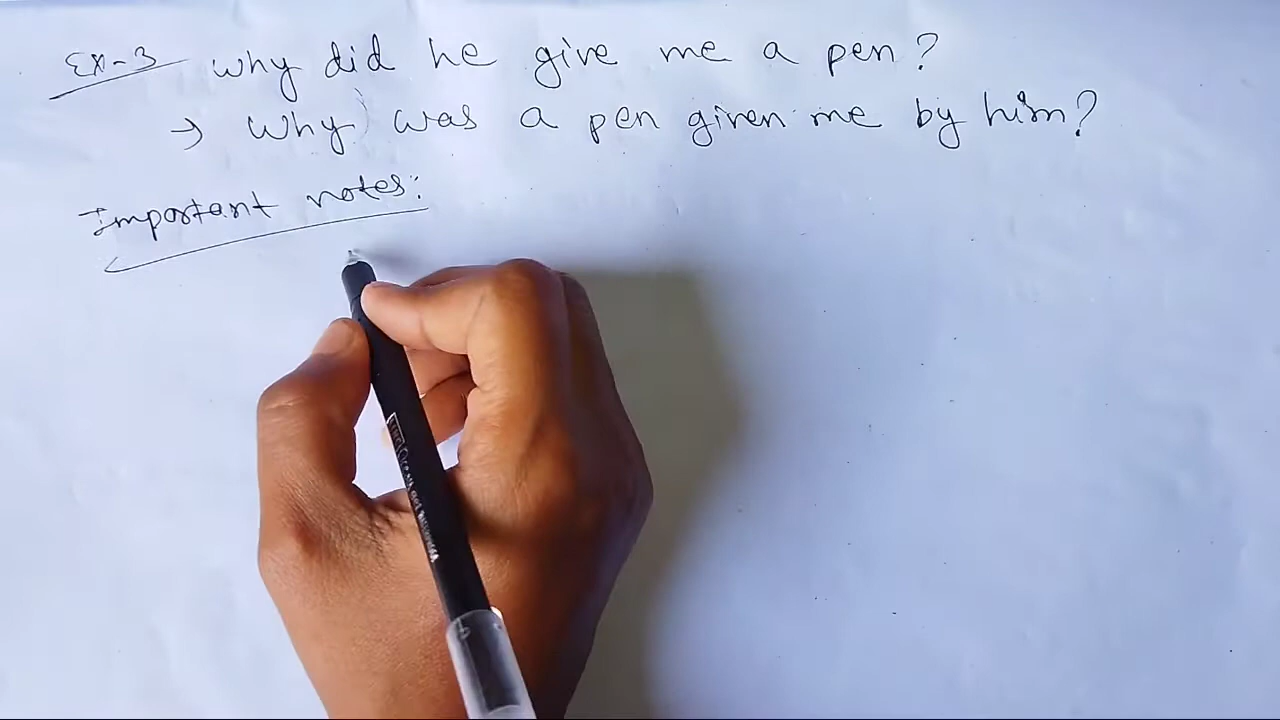 Ex-3 Why did he give me a pen?
→ Why was a pen given me by him?
Important notes: